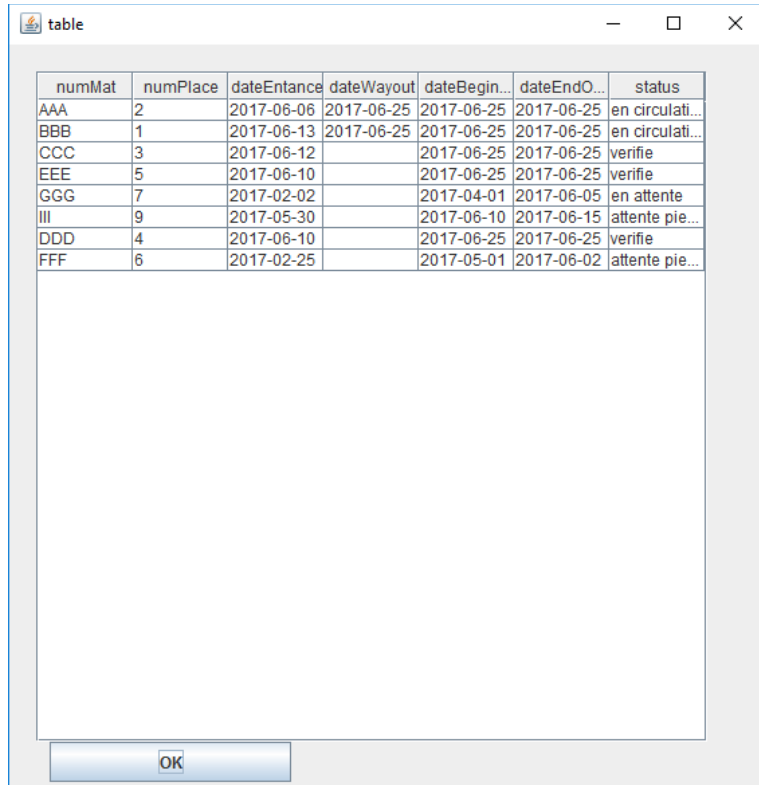 table
numMat numPlace dateEntance dateWayout dateBegin... dateEndO... status
AAA 2 2017-06-06 2017-06-25 2017-06-25 2017-06-25 en circulati...
BBB 1 2017-06-13 2017-06-25 2017-06-25 2017-06-25 en circulati...
CCC 3 2017-06-12 2017-06-25 2017-06-25 verifie
EEE 5 2017-06-10 2017-06-25 2017-06-25 verifie
GGG 7 2017-02-02 2017-04-01 2017-06-05 en attente
III 9 2017-05-30 2017-06-10 2017-06-15 attente pie...
DDD 4 2017-06-10 2017-06-25 2017-06-25 verifie
FFF 6 2017-02-25 2017-05-01 2017-06-02 attente pie...
OK